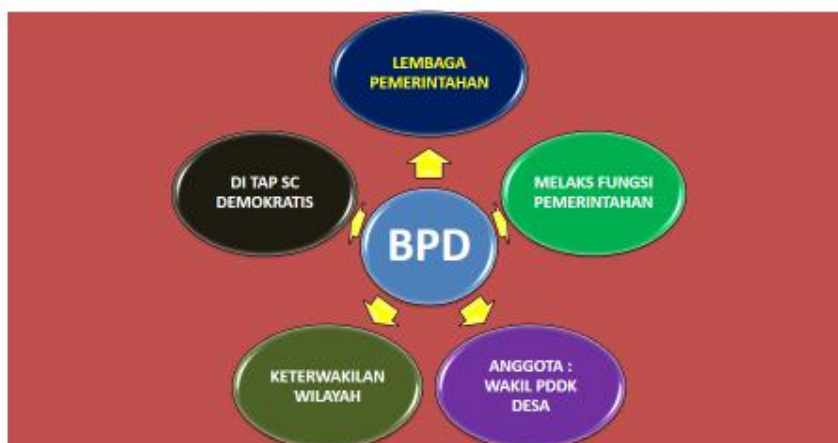 LEMBAGA
PEMERINTAHAN
DI TAP SC
DEMOKRATIS
MELAKS FUNGSI
PEMERINTAHAN
BPD
KETERWAKILAN
WILAYAH
ANGGOTA :
WAKIL PDDK
DESA